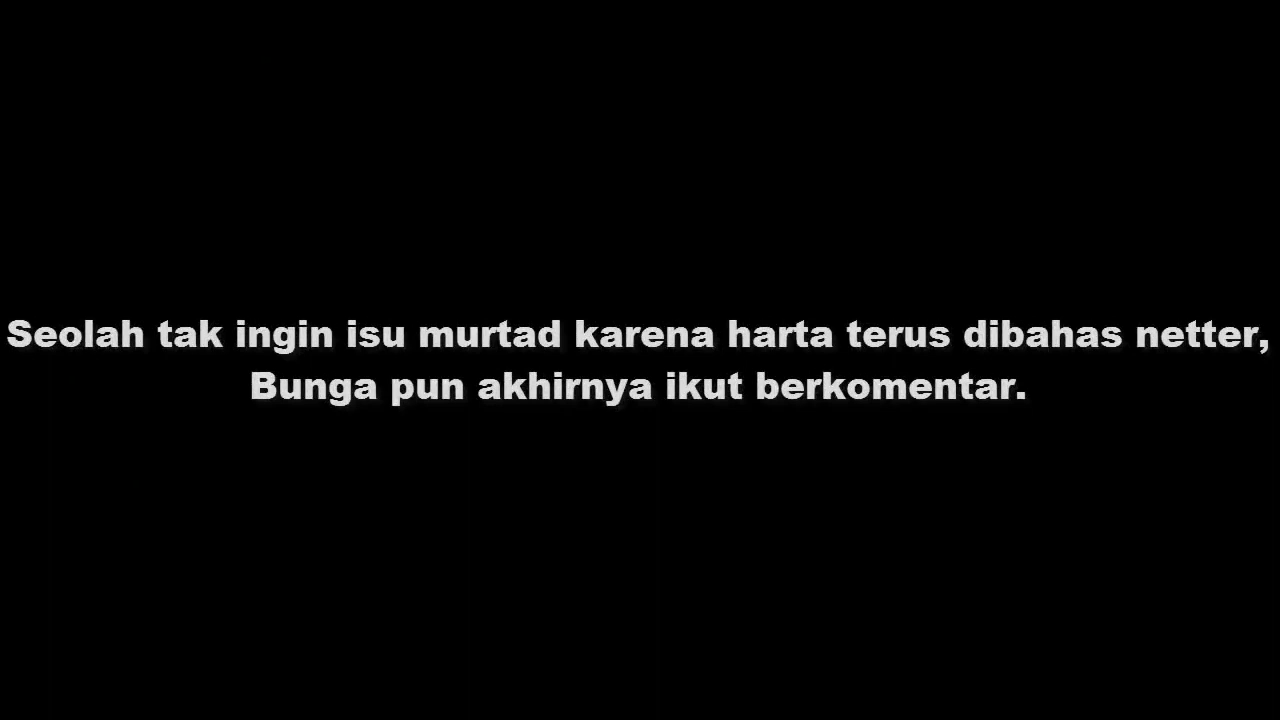 Seolah tak ingin isu murtad karena harta terus dibahas netter,
Bunga pun akhirnya ikut berkomentar.